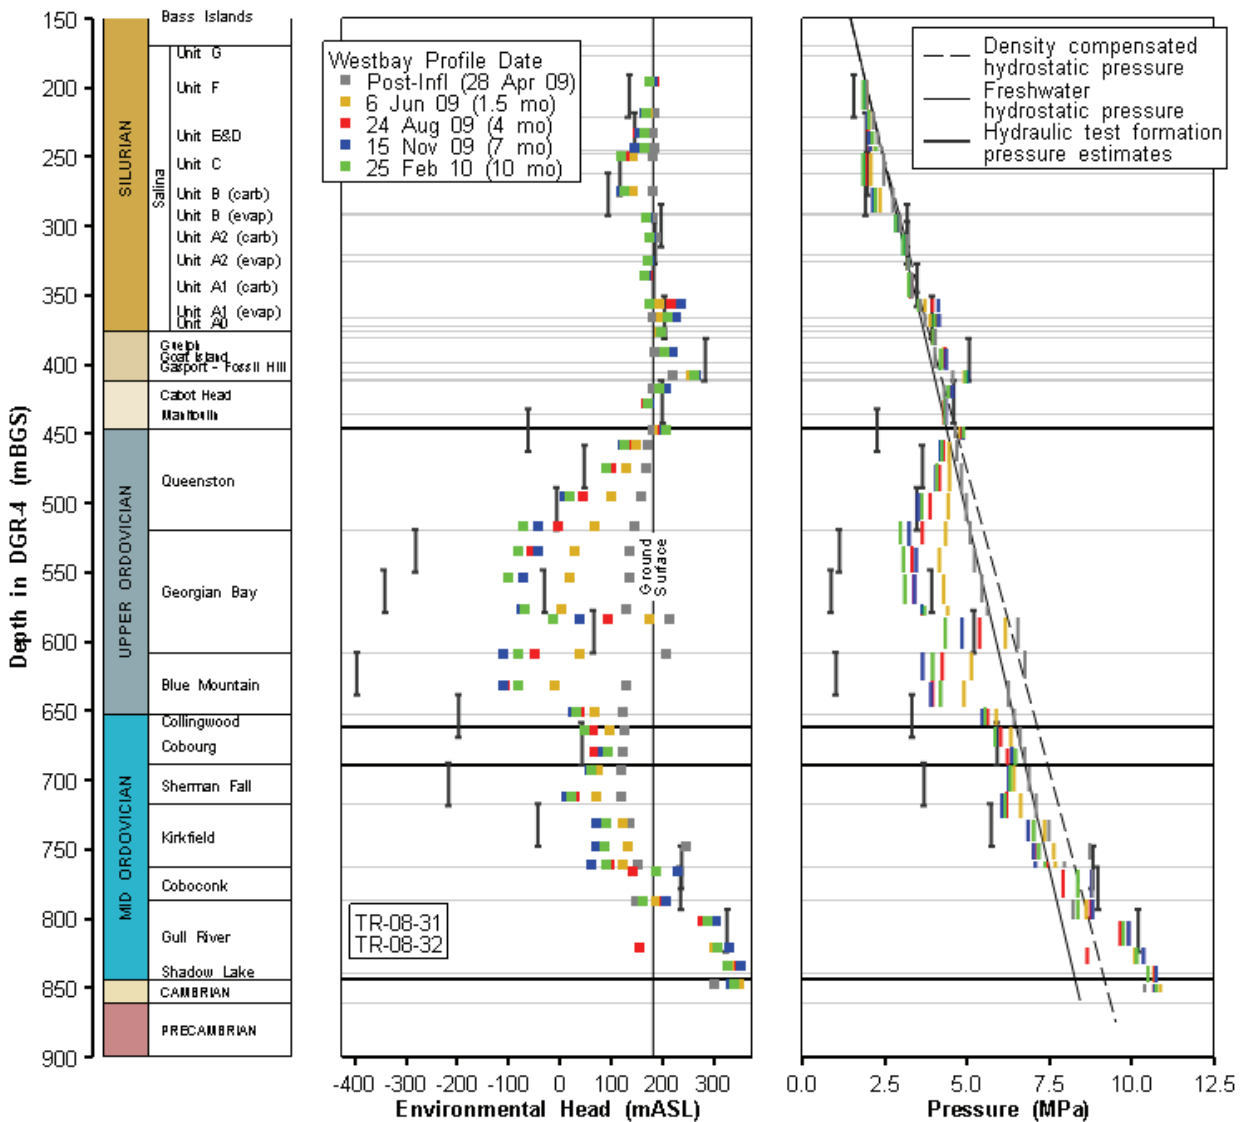 Depth in DGR-4 (mBGS)
150
200
250
300
350
400
450
500
550
600
650
700
750
800
850
900
SILURIAN
UPPER ORDOVICIAN
MID ORDOVICIAN
Salina
Bass Islands
Unit G
Unit F
Unit E&D
Unit C
Unit B (carb)
Unit B (evap)
Unit A2 (carb)
Unit A2 (evap)
Unit A1 (carb)
Unit A1 (evap)
Unit A0
Guelph
Goat Island
Gasport - Fossil Hill
Cabot Head
Manitoulin
Queenston
Georgian Bay
Blue Mountain
Collingwood
Cobourg
Sherman Fall
Kirkfield
Coboconk
Gull River
Shadow Lake
CAMBRIAN
PRECAMBRIAN
Westbay Profile Date
Post-Infl (28 Apr 09)
6 Jun 09 (1.5 mo)
24 Aug 09 (4 mo)
15 Nov 09 (7 mo)
25 Feb 10 (10 mo)
Ground
Surface
TR-08-31
TR-08-32
-400 -300 -200 -100 0 100 200 300
Environmental Head (mASL)
Density compensated
hydrostatic pressure
Freshwater
hydrostatic pressure
Hydraulic test formation
pressure estimates
0.0 2.5 5.0 7.5 10.0 12.5
Pressure (MPa)